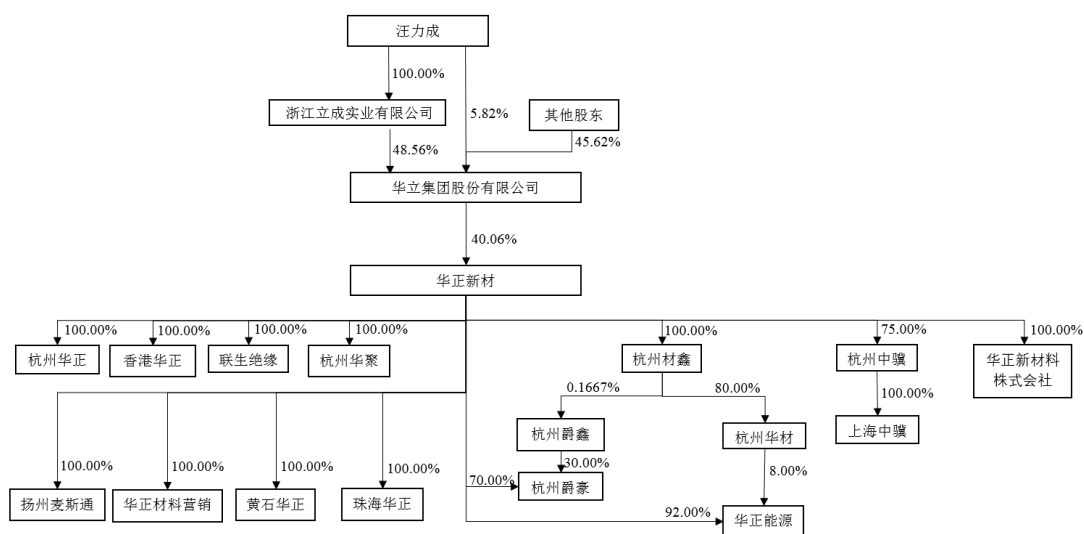 汪力成
100.00%
浙江立成实业有限公司
5.82%
其他股东
48.56%
45.62%
华立集团股份有限公司
40.06%
华正新材
100.00%
100.00%
100.00%
100.00%
100.00%
75.00%
100.00%
杭州华正
香港华正
联生绝缘
杭州华聚
杭州材鑫
杭州中骥
华正新材料
株式会社
0.1667%
80.00%
100.00%
杭州爵鑫
杭州华材
上海中骥
100.00%
100.00%
100.00%
100.00%
70.00%
30.00%
8.00%
扬州麦斯通
华正材料营销
黄石华正
珠海华正
杭州爵豪
92.00%
华正能源